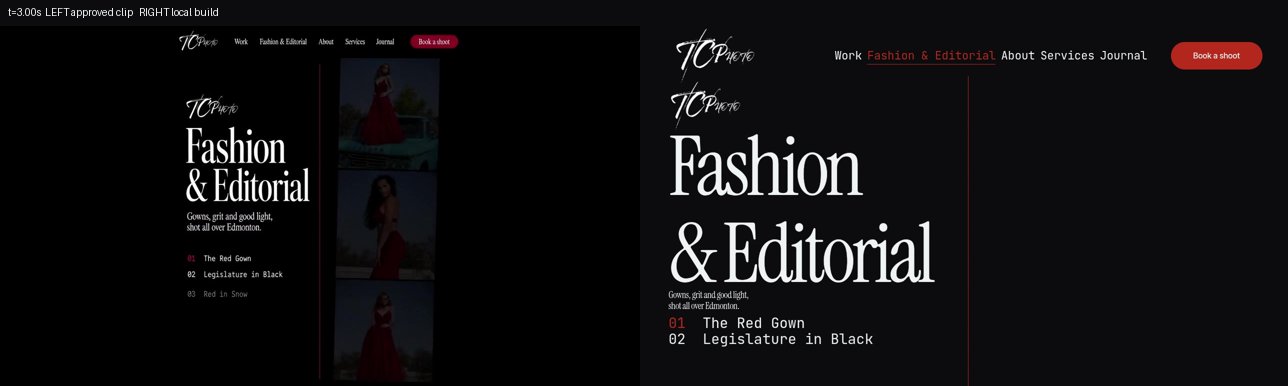 t=3.00s LEFT approved clip RIGHT local build
TCPHOTO Work Fashion & Editorial About Services Journal Book a shoot
TCPHOTO
Fashion
& Editorial
Gowns, grit and good light,
shot all over Edmonton.
01 The Red Gown
02 Legislature in Black
03 Red in Snow
TCPHOTO Work Fashion & Editorial About Services Journal Book a shoot
TCPHOTO
Fashion
& Editorial
Gowns, grit and good light,
shot all over Edmonton.
01 The Red Gown
02 Legislature in Black